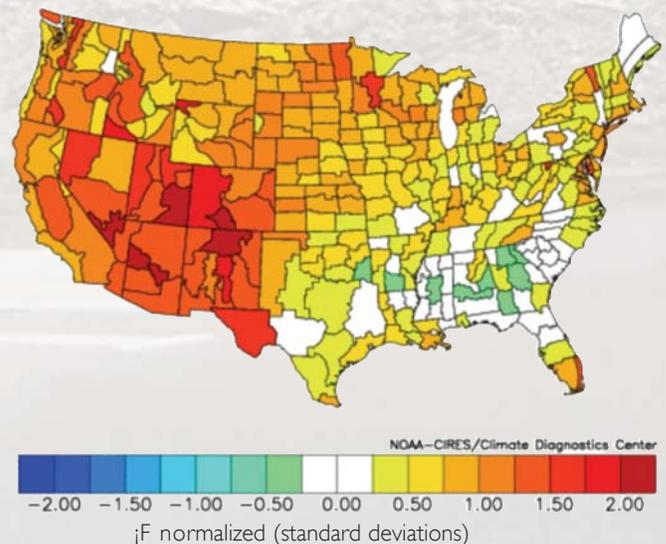 NOAA-CIRES/Climate Diagnostics Center
-2.00 -1.50 -1.00 -0.50 0.00 0.50 1.00 1.50 2.00
¡F normalized (standard deviations)